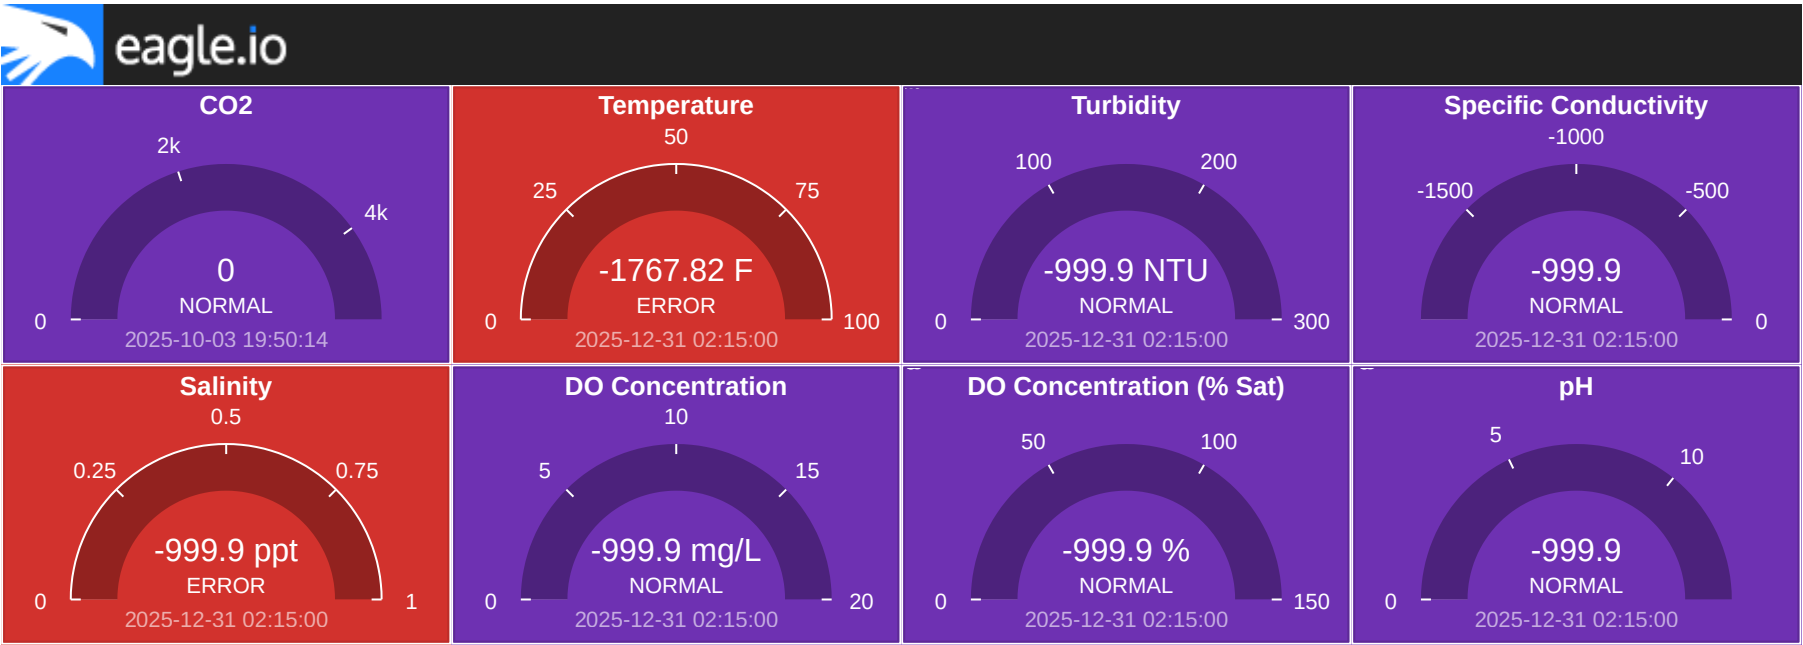 eagle.io
CO2
2k
4k
0
0
NORMAL
2025-10-03 19:50:14
Temperature
50
25
75
-1767.82 F
ERROR
0
100
2025-12-31 02:15:00
Turbidity
100
200
-999.9 NTU
NORMAL
0
300
2025-12-31 02:15:00
Specific Conductivity
-1000
-1500
-500
-999.9
NORMAL
0
2025-12-31 02:15:00
Salinity
0.5
0.25
0.75
-999.9 ppt
ERROR
0
1
2025-12-31 02:15:00
DO Concentration
10
5
15
-999.9 mg/L
NORMAL
0
20
2025-12-31 02:15:00
DO Concentration (% Sat)
50
100
-999.9 %
NORMAL
0
150
2025-12-31 02:15:00
pH
5
10
-999.9
NORMAL
0
2025-12-31 02:15:00